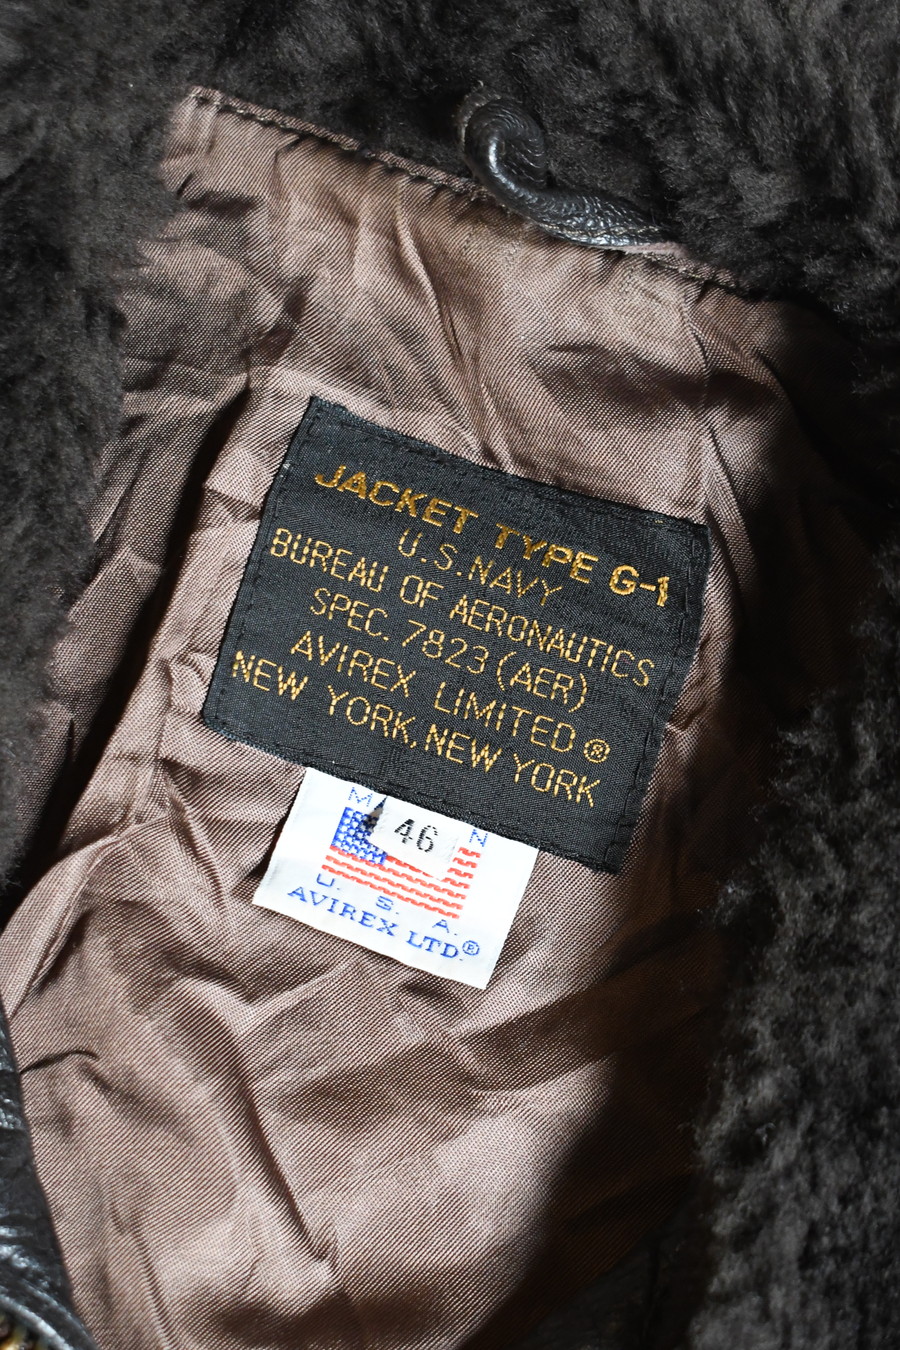 JACKET TYPE G-1
U.S.NAVY
BUREAU OF AERONAUTICS
SPEC. 7823 (AER)
AVIREX LIMITED ®
NEW YORK, NEW YORK
46
U. S. A.
AVIREX LTD.®